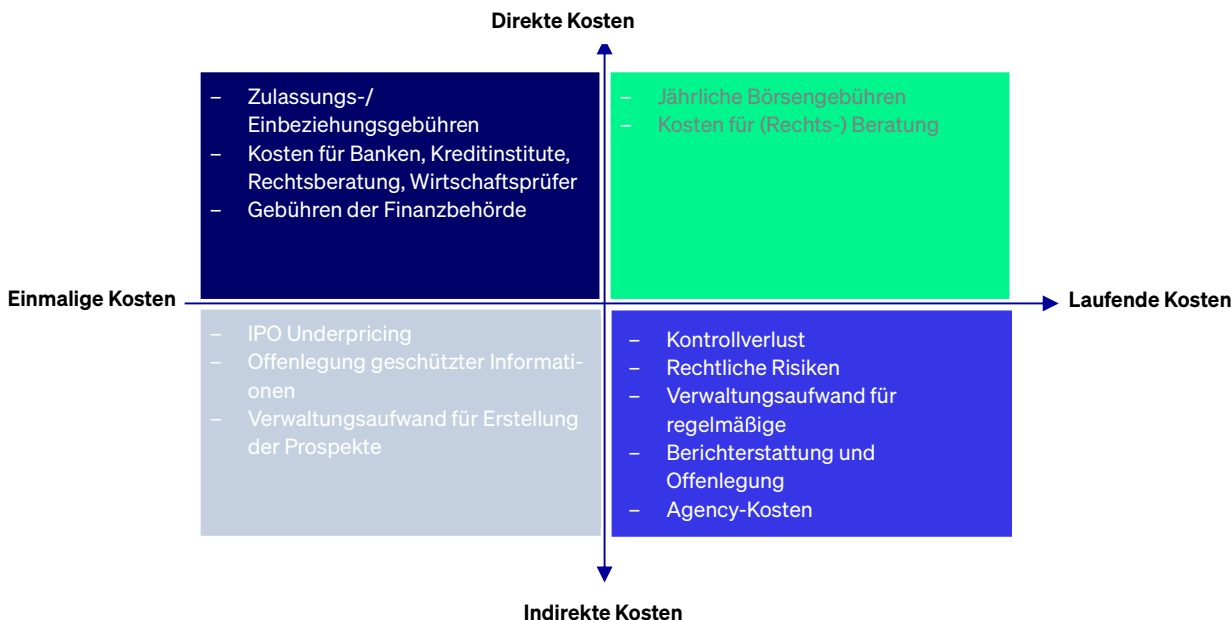 Direkte Kosten
– Zulassungs-/
Einbeziehungsgebühren
– Kosten für Banken, Kreditinstitute,
Rechtsberatung, Wirtschaftsprüfer
– Gebühren der Finanzbehörde
– Jährliche Börsengebühren
– Kosten für (Rechts-) Beratung
Einmalige Kosten
Laufende Kosten
– IPO Underpricing
– Offenlegung geschützter Informati-
onen
– Verwaltungsaufwand für Erstellung
der Prospekte
– Kontrollverlust
– Rechtliche Risiken
– Verwaltungsaufwand für
regelmäßige
– Berichterstattung und
Offenlegung
– Agency-Kosten
Indirekte Kosten